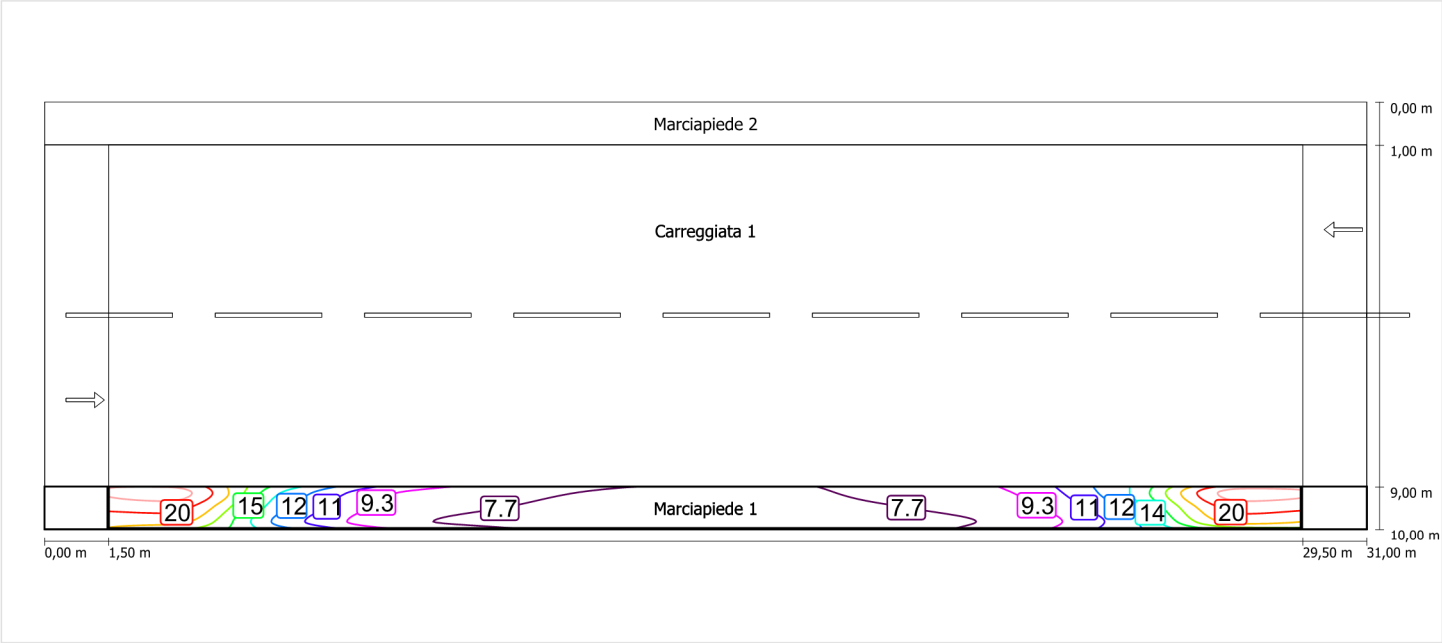 0,00 m
Marciapiede 2
1,00 m
Carreggiata 1
20
15
12
11
9.3
7.7
Marciapiede 1
7.7
9.3
11
12
14
20
9,00 m
10,00 m
0,00 m
1,50 m
29,50 m
31,00 m